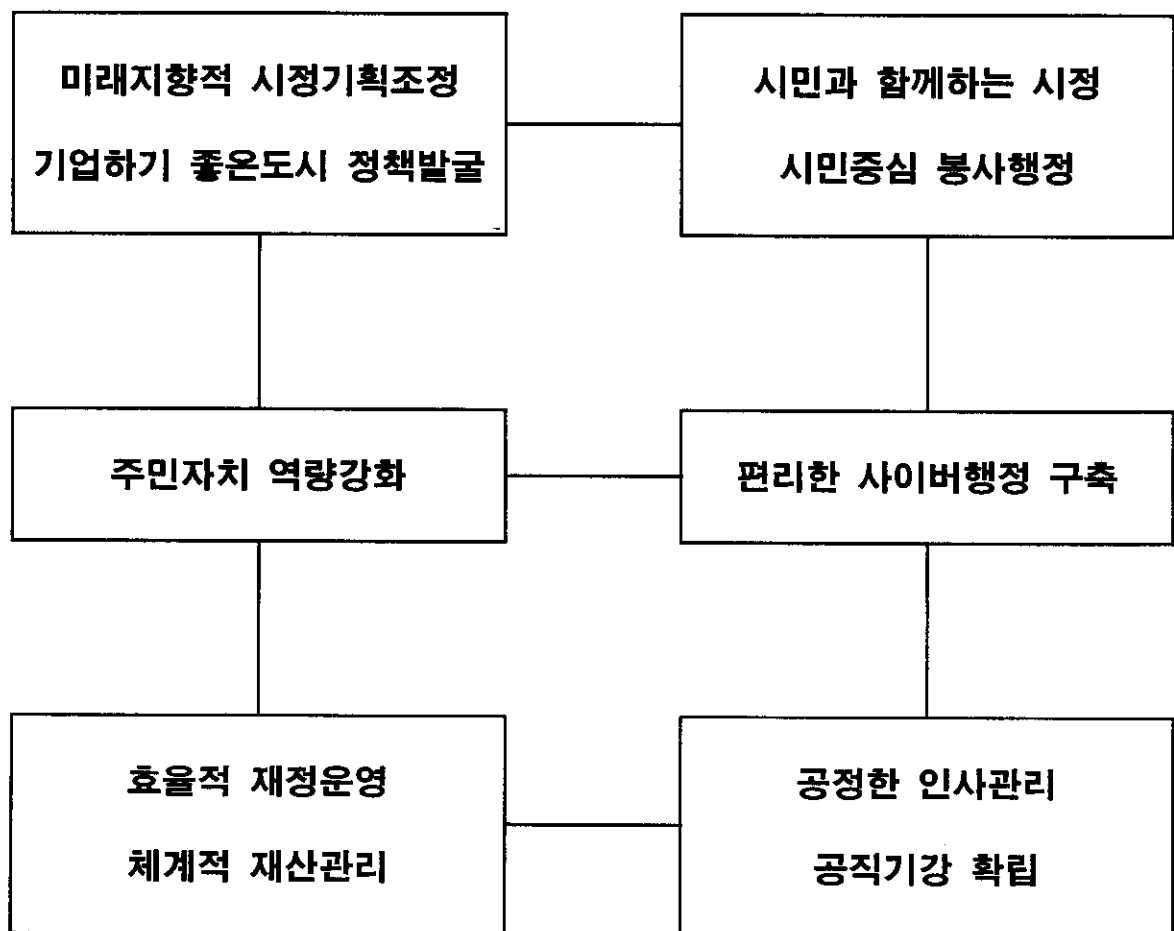 미래지향적 시정기획조정
기업하기 좋은도시 정책발굴
시민과 함께하는 시정
시민중심 봉사행정
주민자치 역량강화
편리한 사이버행정 구축
효율적 재정운영
체계적 재산관리
공정한 인사관리
공직기강 확립